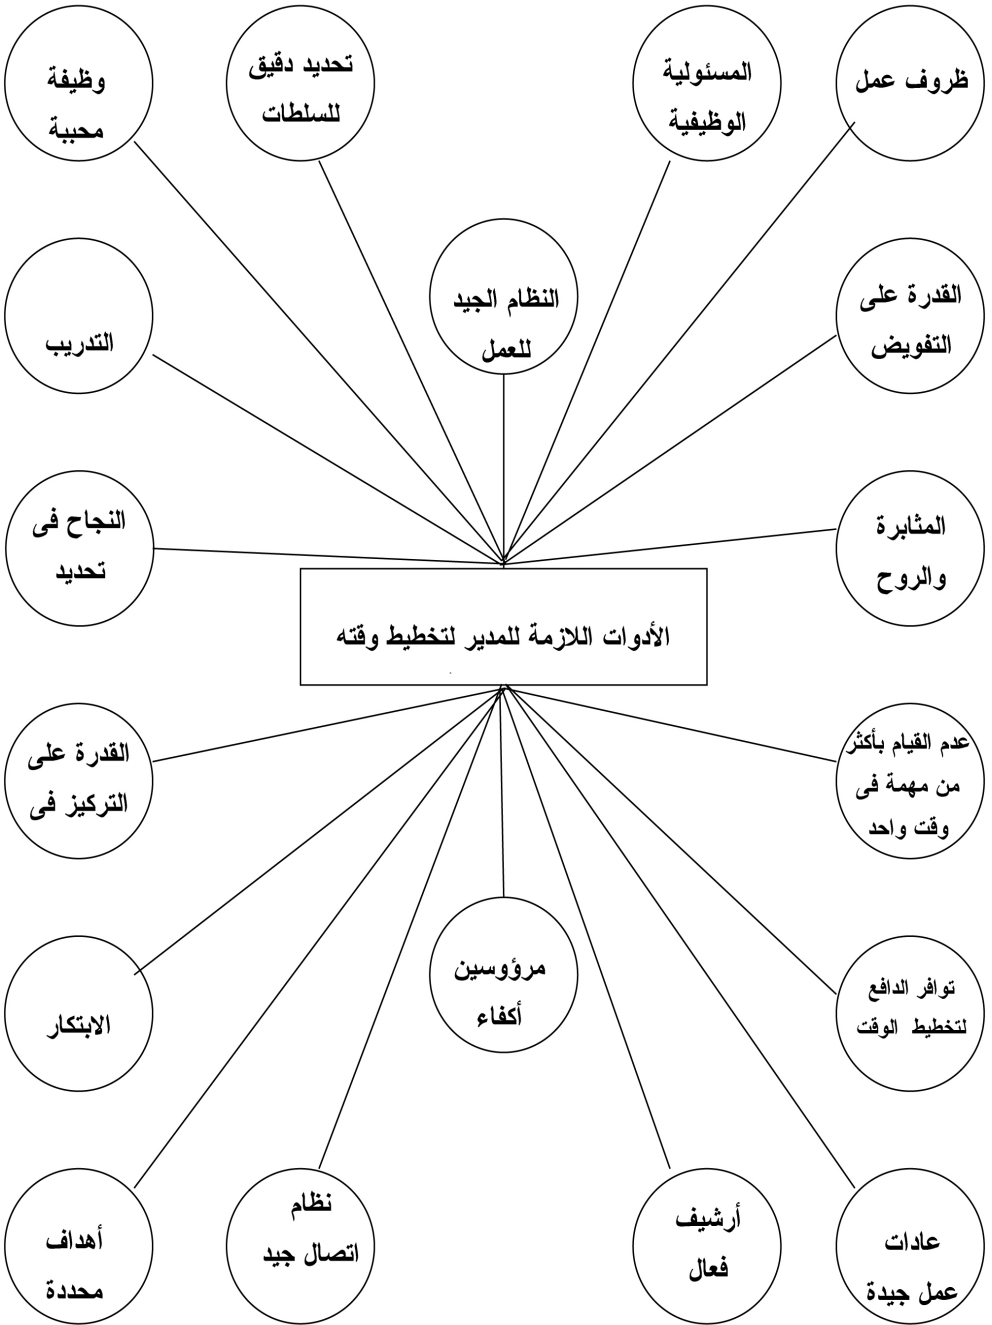 ظروف عمل
المسئولية
الوظيفية
تحديد دقيق
للسلطات
وظيفة
محببة
النظام الجيد
للعمل
القدرة على
التفويض
التدريب
المثابرة
والروح
النجاح فى
تحديد
الأدوات اللازمة للمدير لتخطيط وقته
عدم القيام بأكثر
من مهمة فى
وقت واحد
القدرة على
التركيز فى
توافر الدافع
لتخطيط الوقت
مرؤوسين
أكفاء
الابتكار
عادات
عمل جيدة
أرشيف
فعال
نظام
اتصال جيد
أهداف
محددة